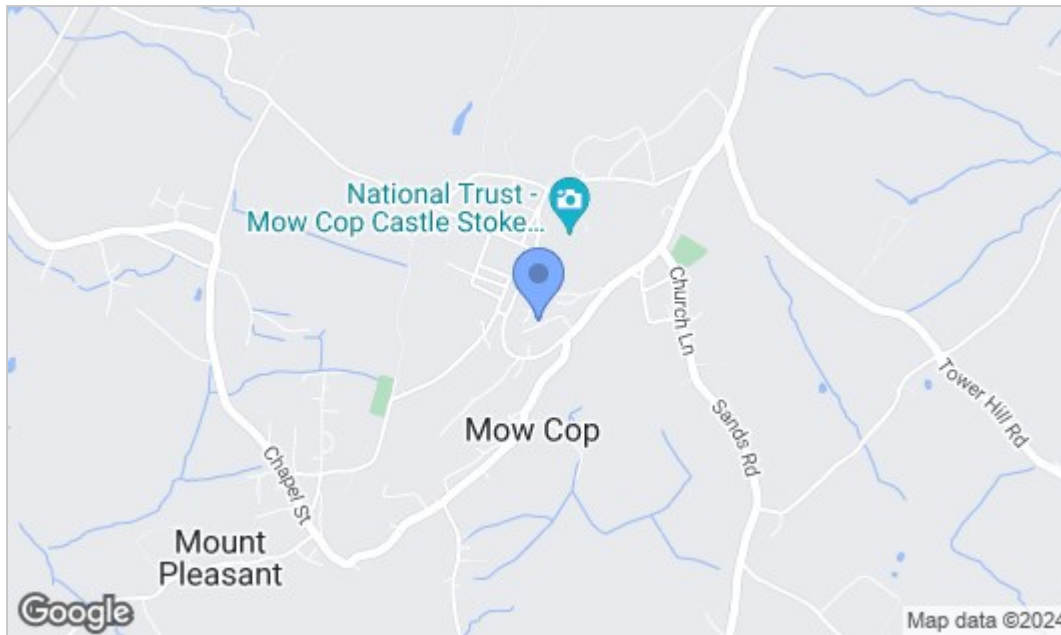 National Trust -
Mow Cop Castle Stoke...
Church Ln
Tower Hill Rd
Sands Rd
Mow Cop
Chapel St
Mount
Pleasant
Google
Map data ©2024